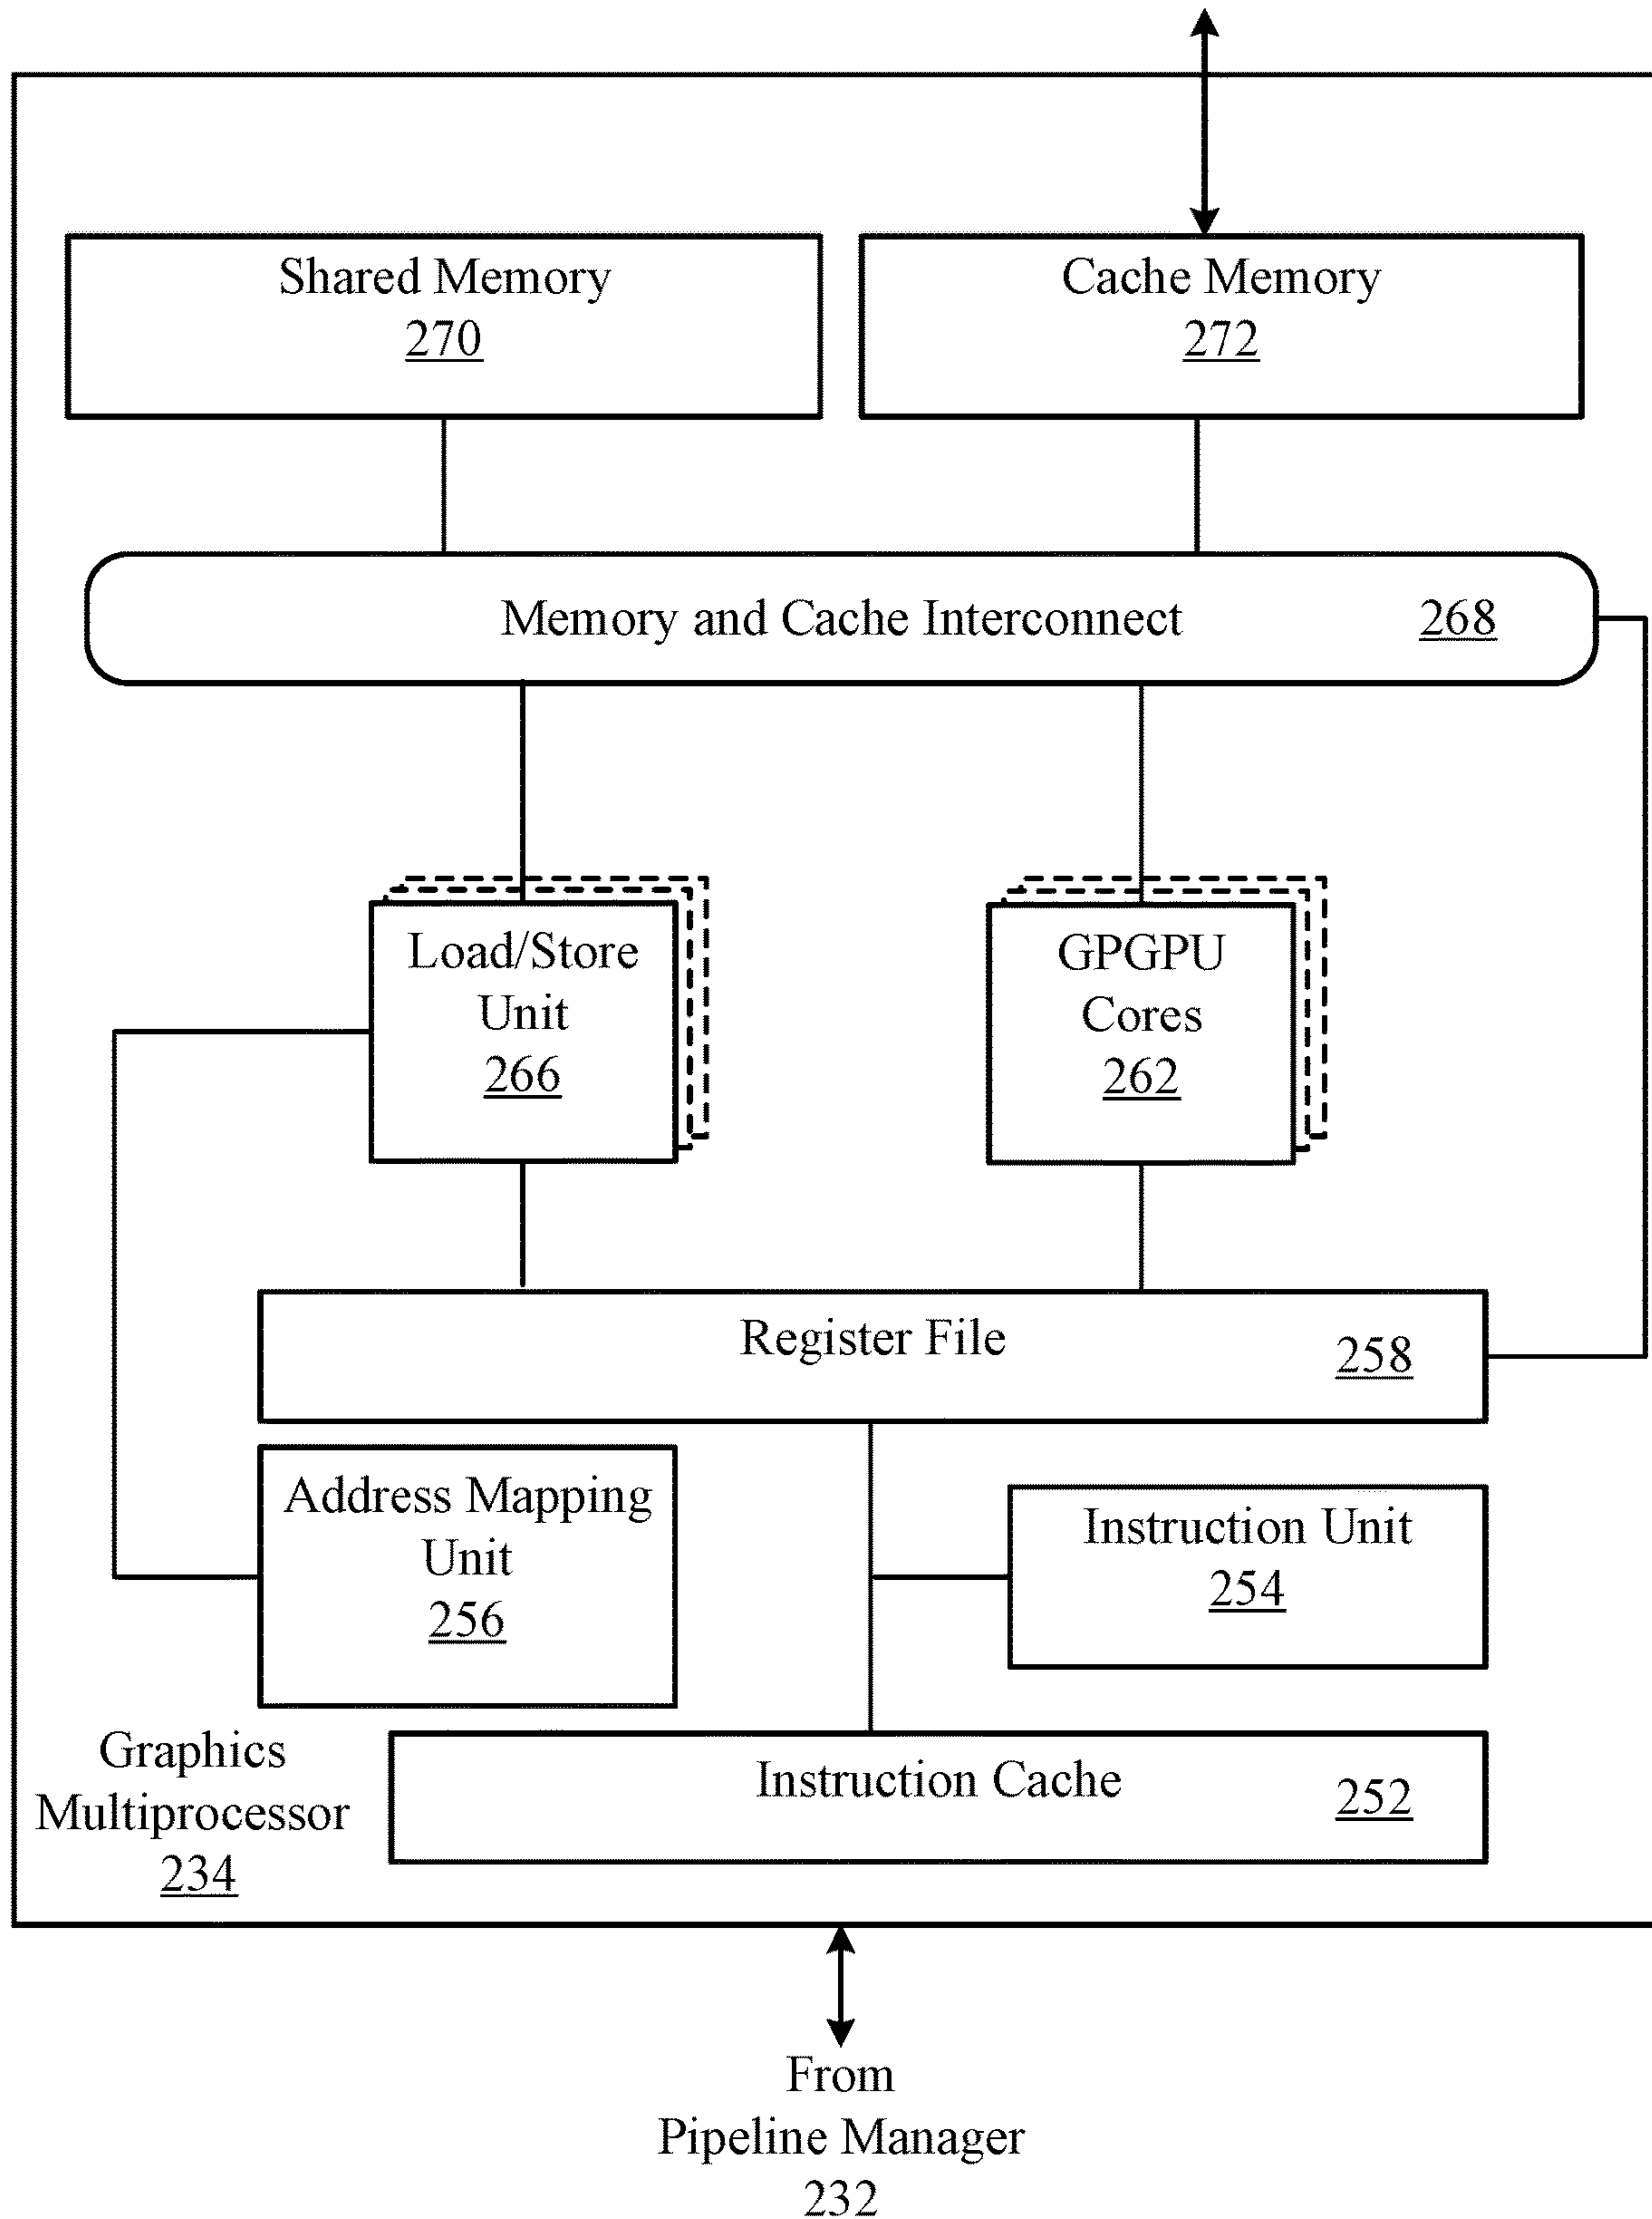 Shared Memory
270
Cache Memory
272
Memory and Cache Interconnect 268
Load/Store
Unit
266
GPGPU
Cores
262
Register File 258
Address Mapping
Unit
256
Instruction Unit
254
Graphics
Multiprocessor
234
Instruction Cache 252
From
Pipeline Manager
232